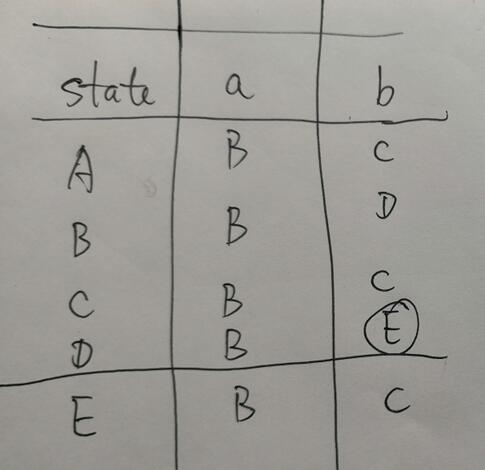 state a b
A B C
B B D
C B C
D B E
E B C